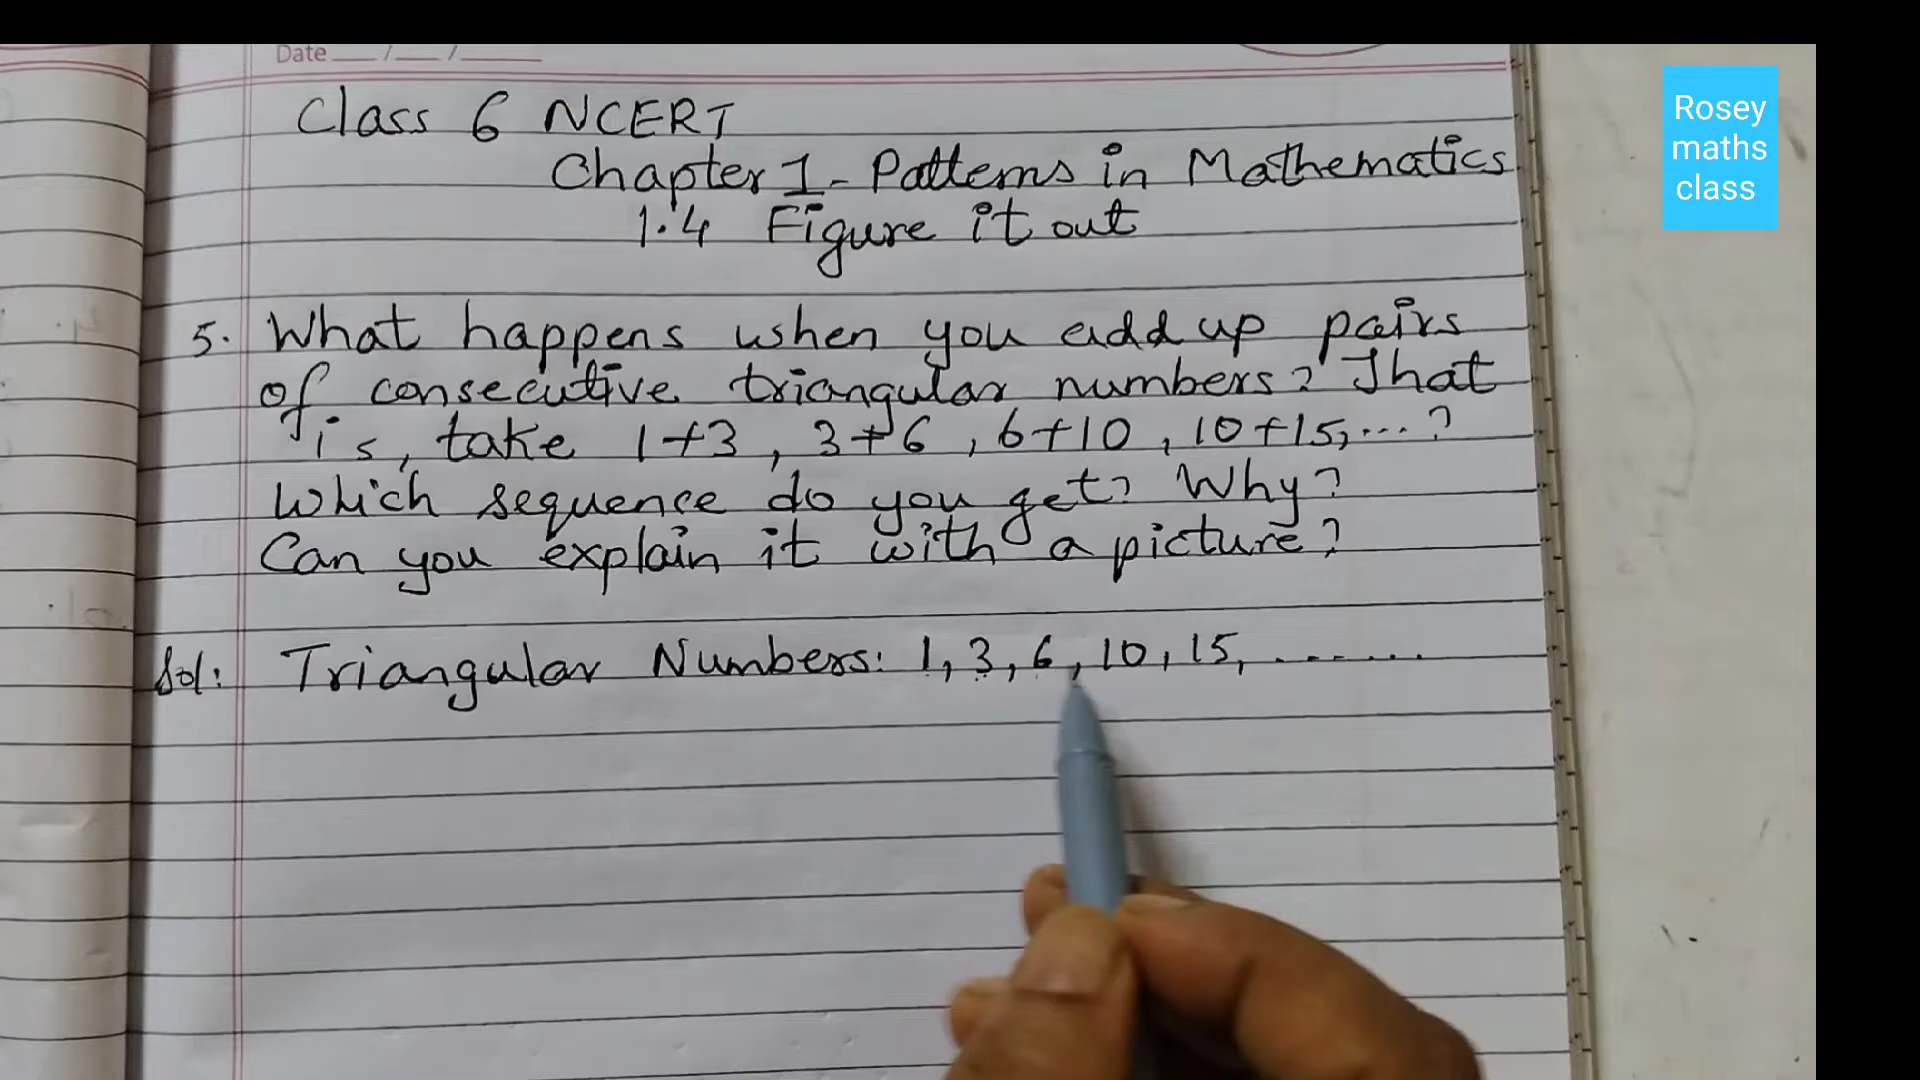 Date __/__/____
Class 6 NCERT
Chapter 1 - Patterns in Mathematics
1.4 Figure it out
5. What happens when you add up pairs
of consecutive triangular numbers? That
is, take 1+3, 3+6, 6+10, 10+15, ...?
Which sequence do you get? Why?
Can you explain it with a picture?
Sol: Triangular Numbers: 1, 3, 6, 10, 15, .......
Rosey
maths
class